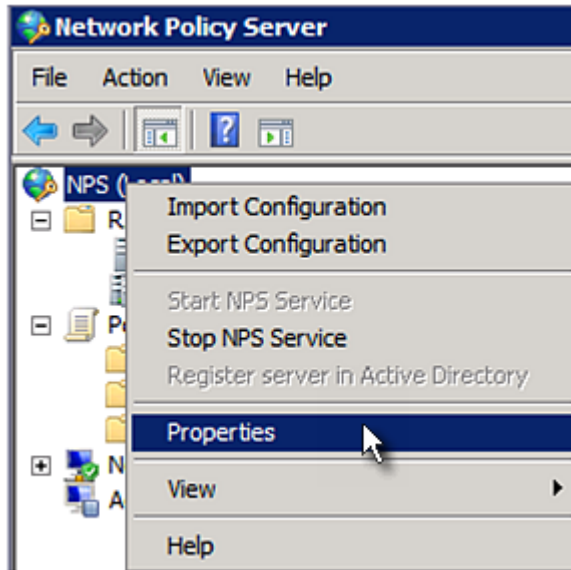 Network Policy Server
File Action View Help
NPS (Local)
Import Configuration
R
Export Configuration
Start NPS Service
P
Stop NPS Service
Register server in Active Directory
Properties
N
View
A
Help